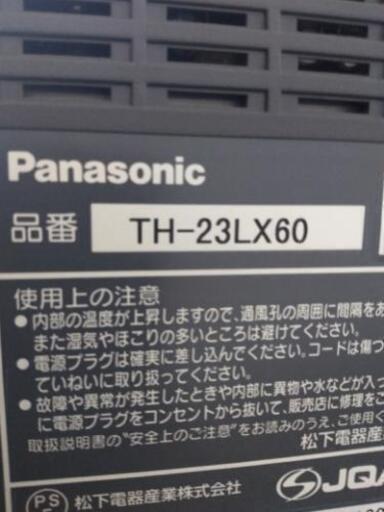 Panasonic
品番 TH-23LX60
使用上の注意
●内部の温度が上昇しますので、通風孔の周囲に間隔をあ
また湿気やほこりの多いところは避けてください。
●電源プラグは確実に差し込んでください。コードは傷つ
ていねいに取り扱ってください。
●故障や異常が発生したときや内部に異物や水などが入っ
に電源プラグをコンセントから抜いて、販売店に修理をこ
取扱説明書の"安全上のご注意"をお読みのうえ、ご使用く
松下電器産
PS
E 松下電器産業株式会社 JQA